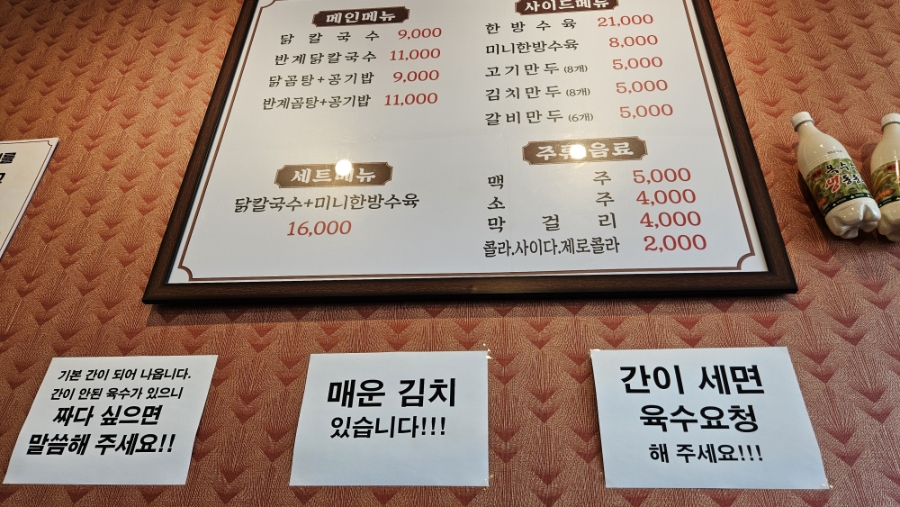 메인메뉴
닭칼국수 9,000
반계닭칼국수 11,000
닭곰탕+공기밥 9,000
반계곰탕+공기밥 11,000
세트메뉴
닭칼국수+미니한방수육
16,000
사이드메뉴
한방수육 21,000
미니한방수육 8,000
고기만두 (8개) 5,000
김치만두 (8개) 5,000
갈비만두 (6개) 5,000
주류음료
맥주 5,000
소주 4,000
막걸리 4,000
콜라.사이다.제로콜라 2,000
기본 간이 되어 나옵니다.
간이 안된 육수가 있으니
짜다 싶으면
말씀해 주세요!!
매운 김치
있습니다!!!
간이 세면
육수요청
해 주세요!!!